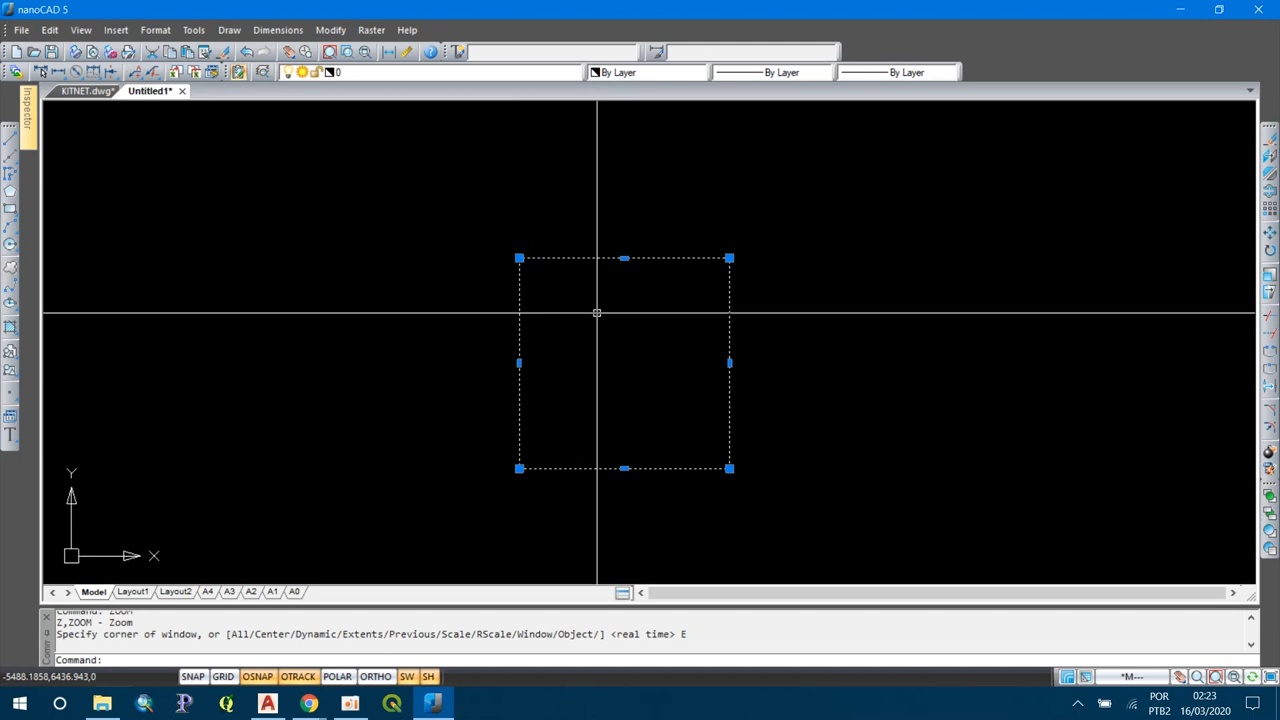 nanoCAD 5
File Edit View Insert Format Tools Draw Dimensions Modify Raster Help
0 By Layer By Layer By Layer
KITNET.dwg* Untitled1*
Inspector
Y
X
Model Layout1 Layout2 A4 A3 A2 A1 A0
Command: ZOOM
Z,ZOOM - Zoom
Specify corner of window, or [All/Center/Dynamic/Extents/Previous/Scale/RScale/Window/Object/] <real time> E
Comm
Command:
-5488.1858,6436.943,0 SNAP GRID OSNAP OTRACK POLAR ORTHO SW SH *M---
POR 02:23
PTB2 16/03/2020